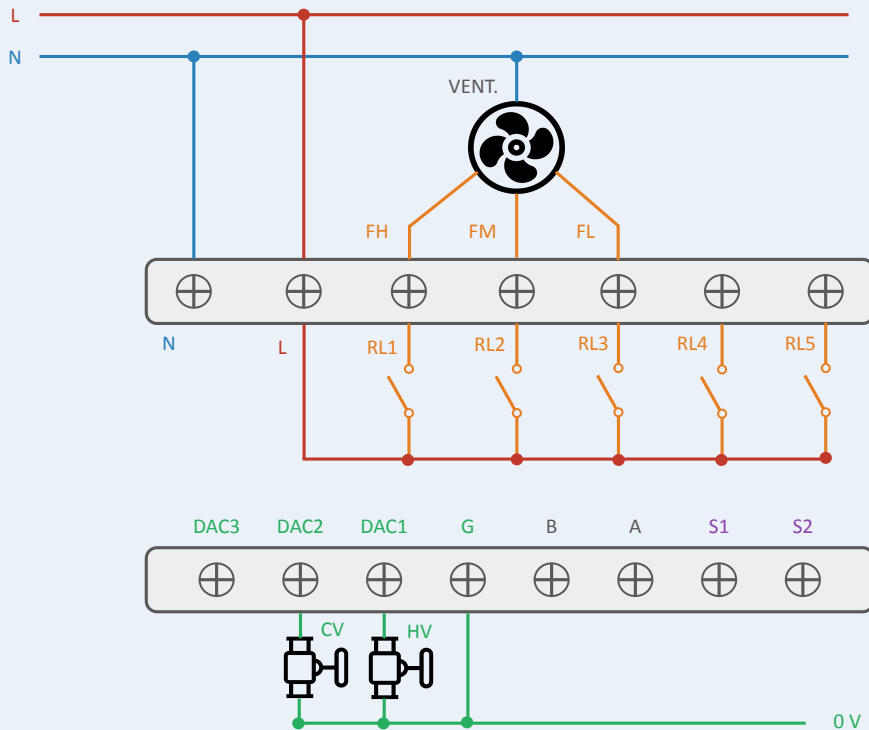 L
N
VENT.
FH FM FL
N L RL1 RL2 RL3 RL4 RL5
DAC3 DAC2 DAC1 G B A S1 S2
CV HV
0 V